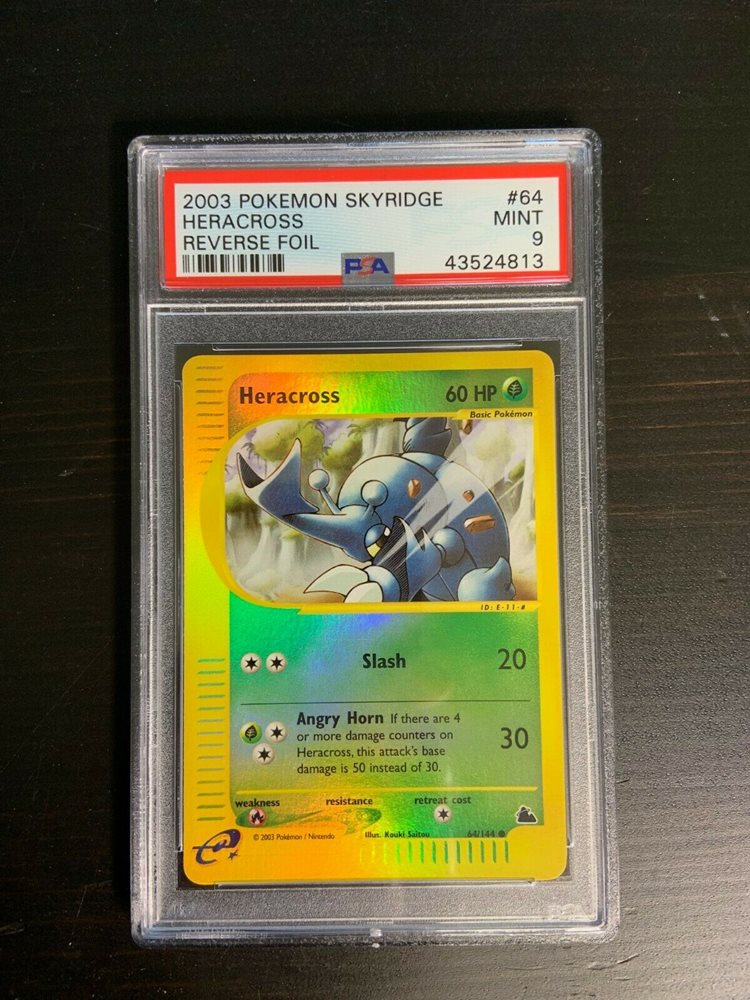 2003 POKEMON SKYRIDGE #64
HERACROSS MINT
REVERSE FOIL 9
PSA 43524813
Heracross 60 HP
Basic Pokémon
ID: E-11-#
Slash 20
Angry Horn If there are 4
or more damage counters on
Heracross, this attack's base
damage is 50 instead of 30.
30
weakness resistance retreat cost
© 2003 Pokémon / Nintendo Illus. Kouki Saitou 64/144
e